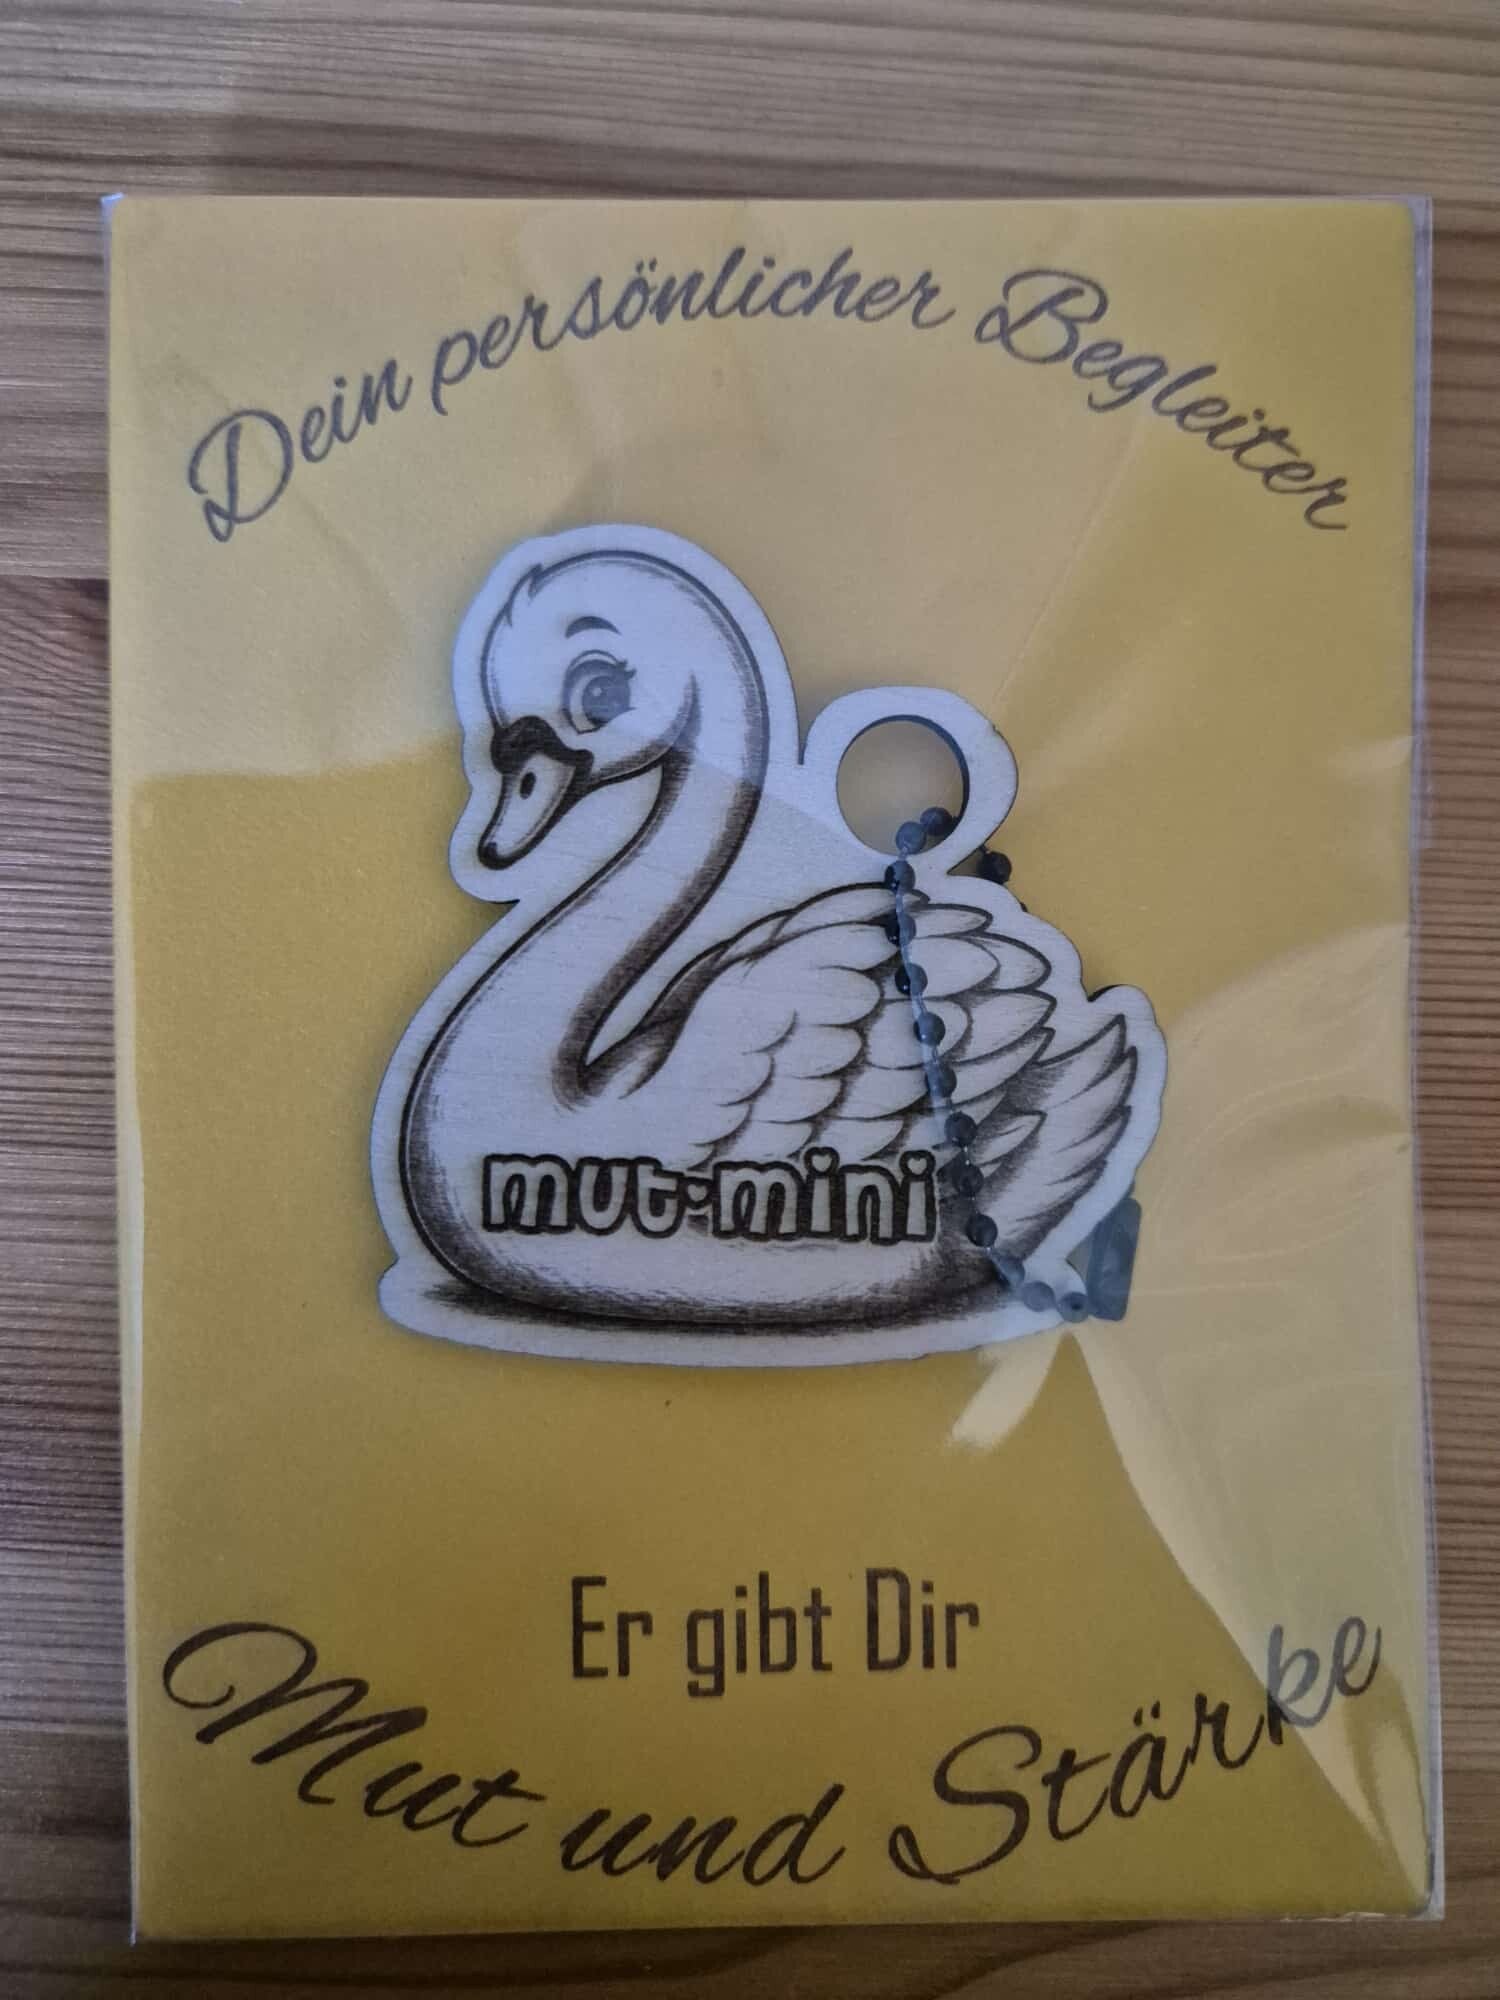 Dein persönlicher Begleiter
mut·mini
Er gibt Dir
Mut und Stärke